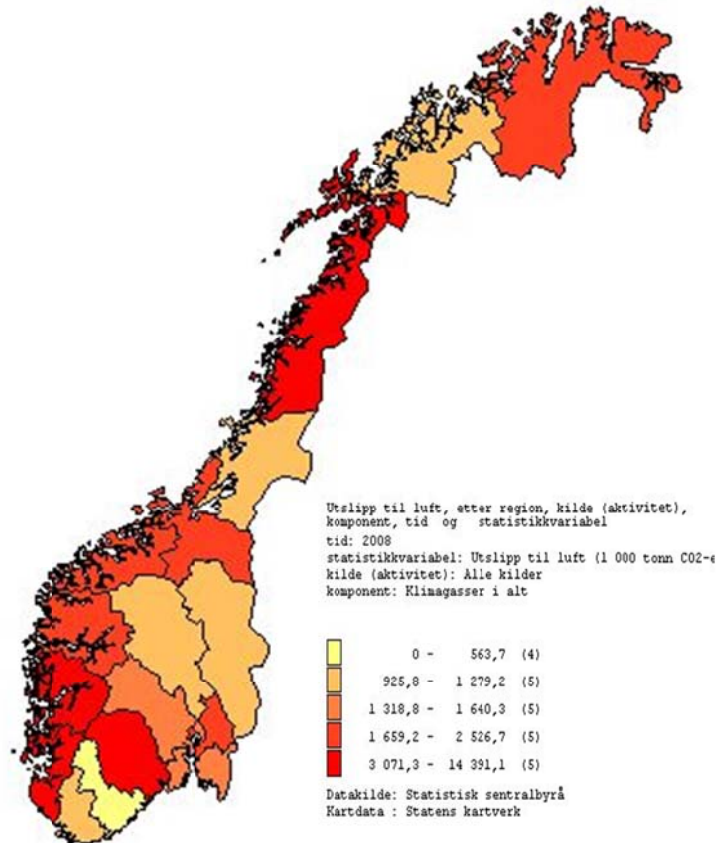 Utslipp til luft, etter region, kilde (aktivitet),
komponent, tid og statistikkvariabel
tid: 2008
statistikkvariabel: Utslipp til luft (1 000 tonn CO2-e
kilde (aktivitet): Alle kilder
komponent: Klimagasser i alt
0 - 563,7 (4)
925,8 - 1 279,2 (5)
1 318,8 - 1 640,3 (5)
1 659,2 - 2 526,7 (5)
3 071,3 - 14 391,1 (5)
Datakilde: Statistisk sentralbyrå
Kartdata : Statens kartverk